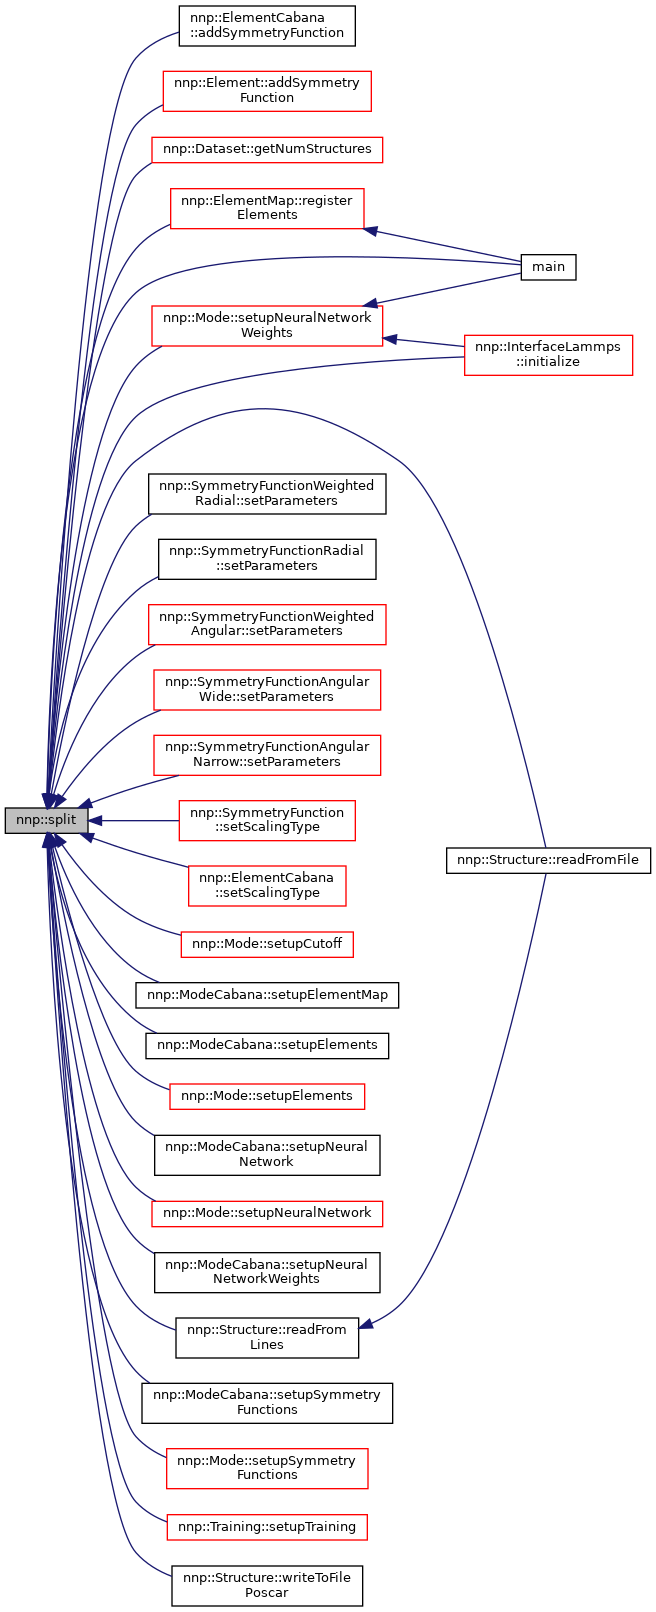 nnp::ElementCabana
::addSymmetryFunction
nnp::Element::addSymmetry
Function
nnp::Dataset::getNumStructures
nnp::ElementMap::register
Elements
main
nnp::Mode::setupNeuralNetwork
Weights
nnp::InterfaceLammps
::initialize
nnp::SymmetryFunctionWeighted
Radial::setParameters
nnp::SymmetryFunctionRadial
::setParameters
nnp::SymmetryFunctionWeighted
Angular::setParameters
nnp::SymmetryFunctionAngular
Wide::setParameters
nnp::SymmetryFunctionAngular
Narrow::setParameters
nnp::split
nnp::SymmetryFunction
::setScalingType
nnp::Structure::readFromFile
nnp::ElementCabana
::setScalingType
nnp::Mode::setupCutoff
nnp::ModeCabana::setupElementMap
nnp::ModeCabana::setupElements
nnp::Mode::setupElements
nnp::ModeCabana::setupNeural
Network
nnp::Mode::setupNeuralNetwork
nnp::ModeCabana::setupNeural
NetworkWeights
nnp::Structure::readFrom
Lines
nnp::ModeCabana::setupSymmetry
Functions
nnp::Mode::setupSymmetry
Functions
nnp::Training::setupTraining
nnp::Structure::writeToFile
Poscar